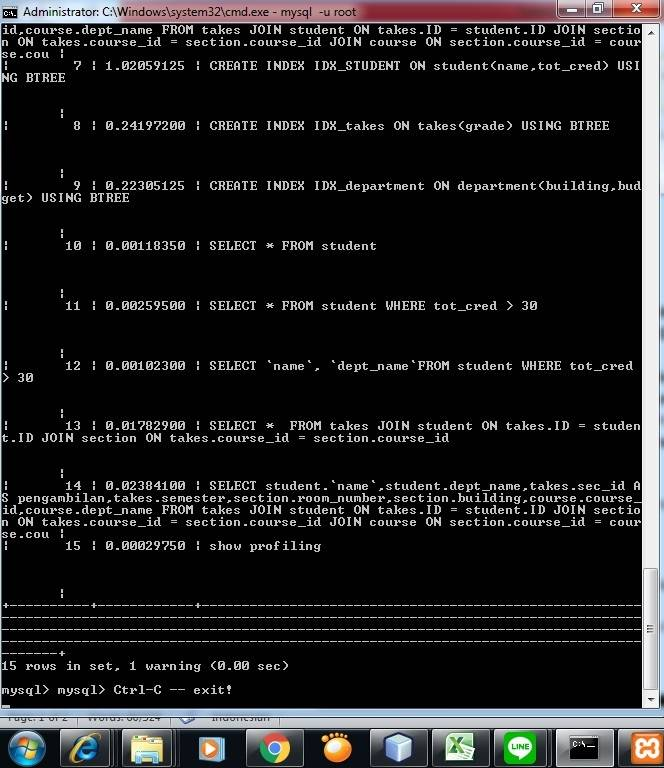 Administrator: C:\Windows\system32\cmd.exe - mysql -u root
id,course.dept_name FROM takes JOIN student ON takes.ID = student.ID JOIN sectio
n ON takes.course_id = section.course_id JOIN course ON section.course_id = cour
se.cou |
| 7 | 1.02059125 | CREATE INDEX IDX_STUDENT ON student(name,tot_cred) USI
NG BTREE
|
| 8 | 0.24197200 | CREATE INDEX IDX_takes ON takes(grade) USING BTREE
|
| 9 | 0.22305125 | CREATE INDEX IDX_department ON department(building,bud
get) USING BTREE
|
| 10 | 0.00118350 | SELECT * FROM student
|
| 11 | 0.00259500 | SELECT * FROM student WHERE tot_cred > 30
|
| 12 | 0.00102300 | SELECT `name`, `dept_name`FROM student WHERE tot_cred
> 30
|
| 13 | 0.01782900 | SELECT *  FROM takes JOIN student ON takes.ID = studen
t.ID JOIN section ON takes.course_id = section.course_id
|
| 14 | 0.02384100 | SELECT student.`name`,student.dept_name,takes.sec_id A
S pengambilan,takes.semester,section.room_number,section.building,course.course_
id,course.dept_name FROM takes JOIN student ON takes.ID = student.ID JOIN sectio
n ON takes.course_id = section.course_id JOIN course ON section.course_id = cour
se.cou |
| 15 | 0.00029750 | show profiling
|
15 rows in set, 1 warning (0.00 sec)
mysql> mysql> Ctrl-C -- exit!
Page: 1 of 2 Words: 60/324 Indonesian
LINE
C:\